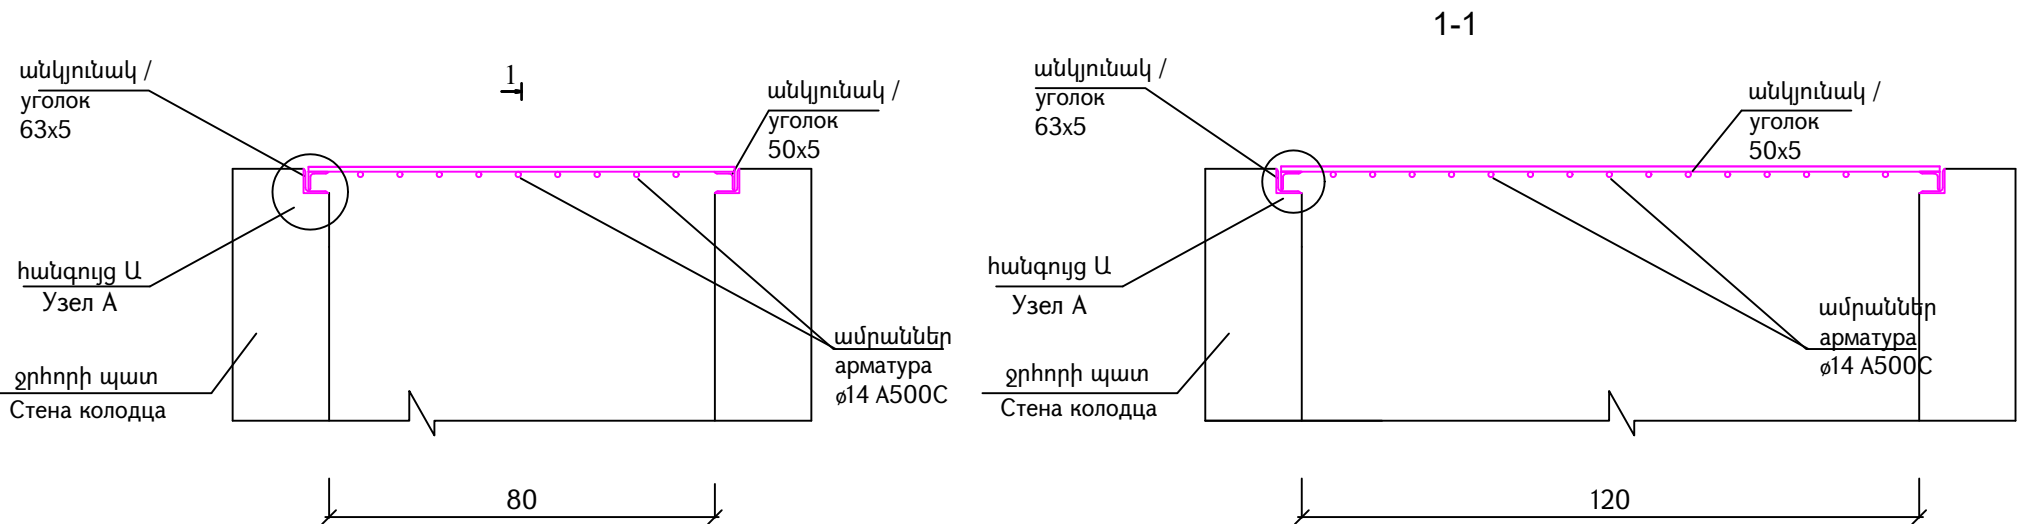 1-1
անկյունակ /
уголок
63x5
1
անկյունակ /
уголок
50x5
հանգույց Ա
Узел А
ջրհորի պատ
Стена колодца
ամրաններ
арматура
ø14 A500C
80
անկյունակ /
уголок
63x5
անկյունակ /
уголок
50x5
հանգույց Ա
Узел А
ջրհորի պատ
Стена колодца
ամրաններ
арматура
ø14 A500C
120